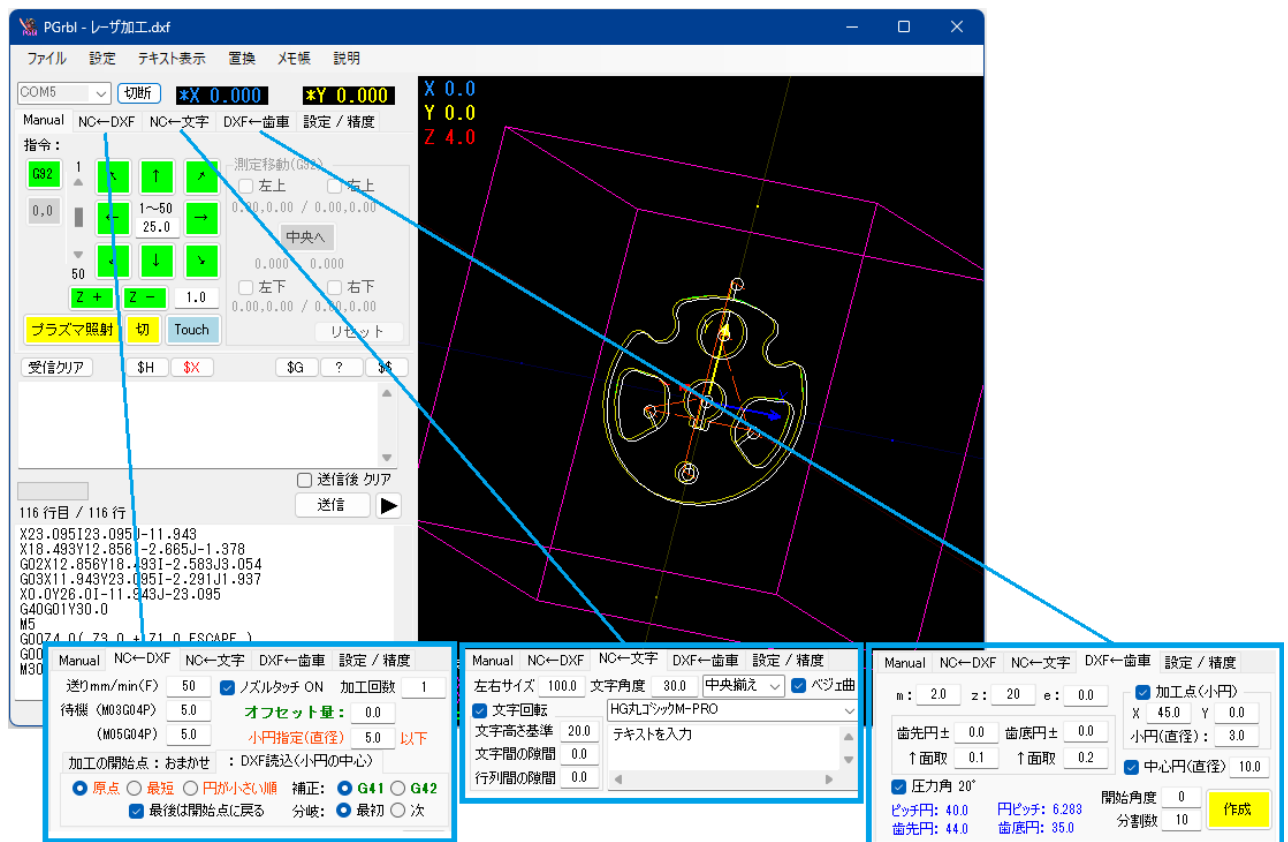 PGrbl - レーザ加工.dxf
ファイル 設定 テキスト表示 置換 メモ帳 説明
COM5 切断 *X 0.000 *Y 0.000
Manual NC←DXF NC←文字 DXF←歯車 設定 / 精度
指令：
G92 1 ↖ ↑ ↗
0,0 ← 1～50 →
25.0
50 ↓ ↘
Z + Z - 1.0
プラズマ照射 切 Touch
測定移動(G92)
左上 右上
0.00,0.00 / 0.00,0.00
中央へ
0.000 0.000
左下 右下
0.00,0.00 / 0.00,0.00
リセット
受信クリア $H $X $G ? $$
送信後 クリア
116 行目 / 116 行 送信
X23.095I23.095J-11.943
X18.493Y12.856I-2.665J-1.378
G02X12.856Y18.493I-2.583J3.054
G03X11.943Y23.095I-2.291J1.937
X0.0Y26.0I-11.943J-23.095
G40G01Y30.0
M5
G00Z4.0( Z3.0 + Z1.0 ESCAPE )
G00
M30
X 0.0
Y 0.0
Z 4.0
Manual NC←DXF NC←文字 DXF←歯車 設定 / 精度
送りmm/min(F) 50 ノズルタッチ ON 加工回数 1
待機 (M03G04P) 5.0 オフセット量： 0.0
(M05G04P) 5.0 小円指定(直径) 5.0 以下
加工の開始点：おまかせ ：DXF読込(小円の中心)
原点 最短 円が小さい順 補正： G41 G42
最後は開始点に戻る 分岐： 最初 次
Manual NC←DXF NC←文字 DXF←歯車 設定 / 精度
左右サイズ 100.0 文字角度 30.0 中央揃え ベジェ曲
文字回転 HG丸ゴシックM-PRO
文字高さ基準 20.0 テキストを入力
文字間の隙間 0.0
行列間の隙間 0.0
Manual NC←DXF NC←文字 DXF←歯車 設定 / 精度
m： 2.0 z： 20 e： 0.0 加工点(小円)
X 45.0 Y 0.0
歯先円± 0.0 歯底円± 0.0 小円(直径)： 3.0
↑面取 0.1 ↑面取 0.2 中心円(直径) 10.0
圧力角 20°
ピッチ円： 40.0 円ピッチ： 6.283 開始角度 0
歯先円： 44.0 歯底円： 35.0 分割数 10 作成